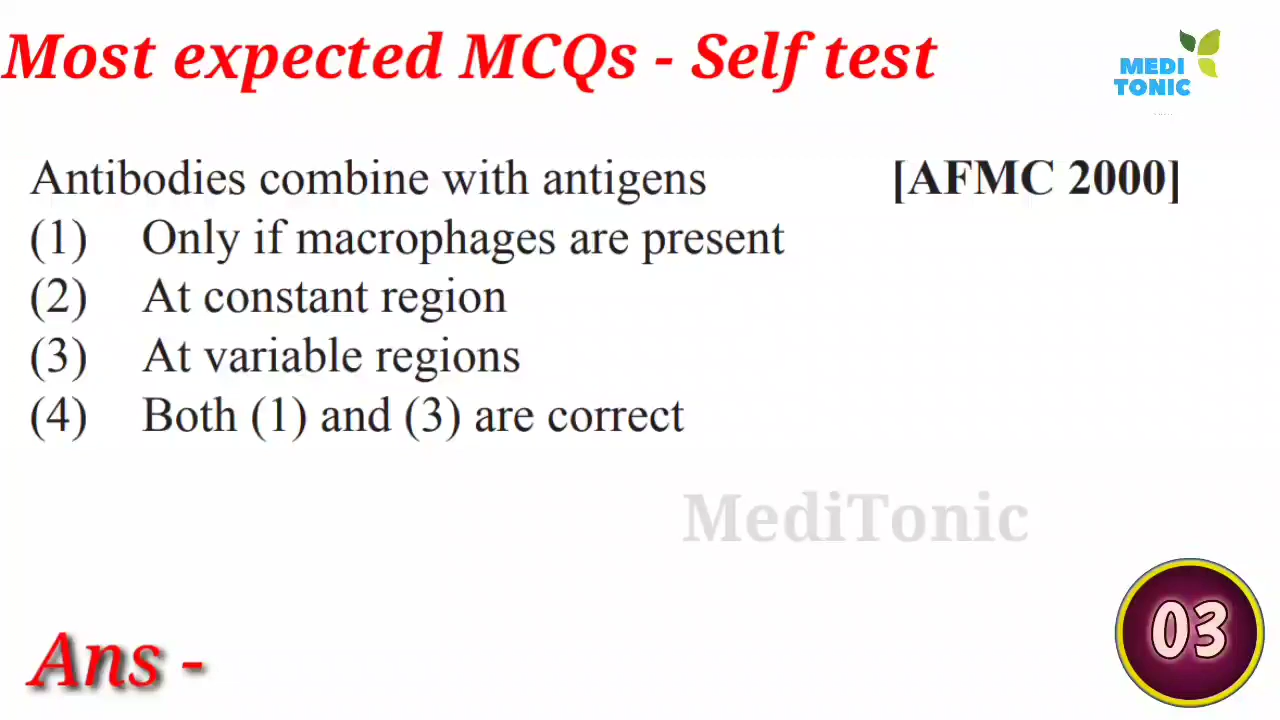 Most expected MCQs - Self test
MEDI
TONIC
Antibodies combine with antigens [AFMC 2000]
(1) Only if macrophages are present
(2) At constant region
(3) At variable regions
(4) Both (1) and (3) are correct
MediTonic
03
Ans -